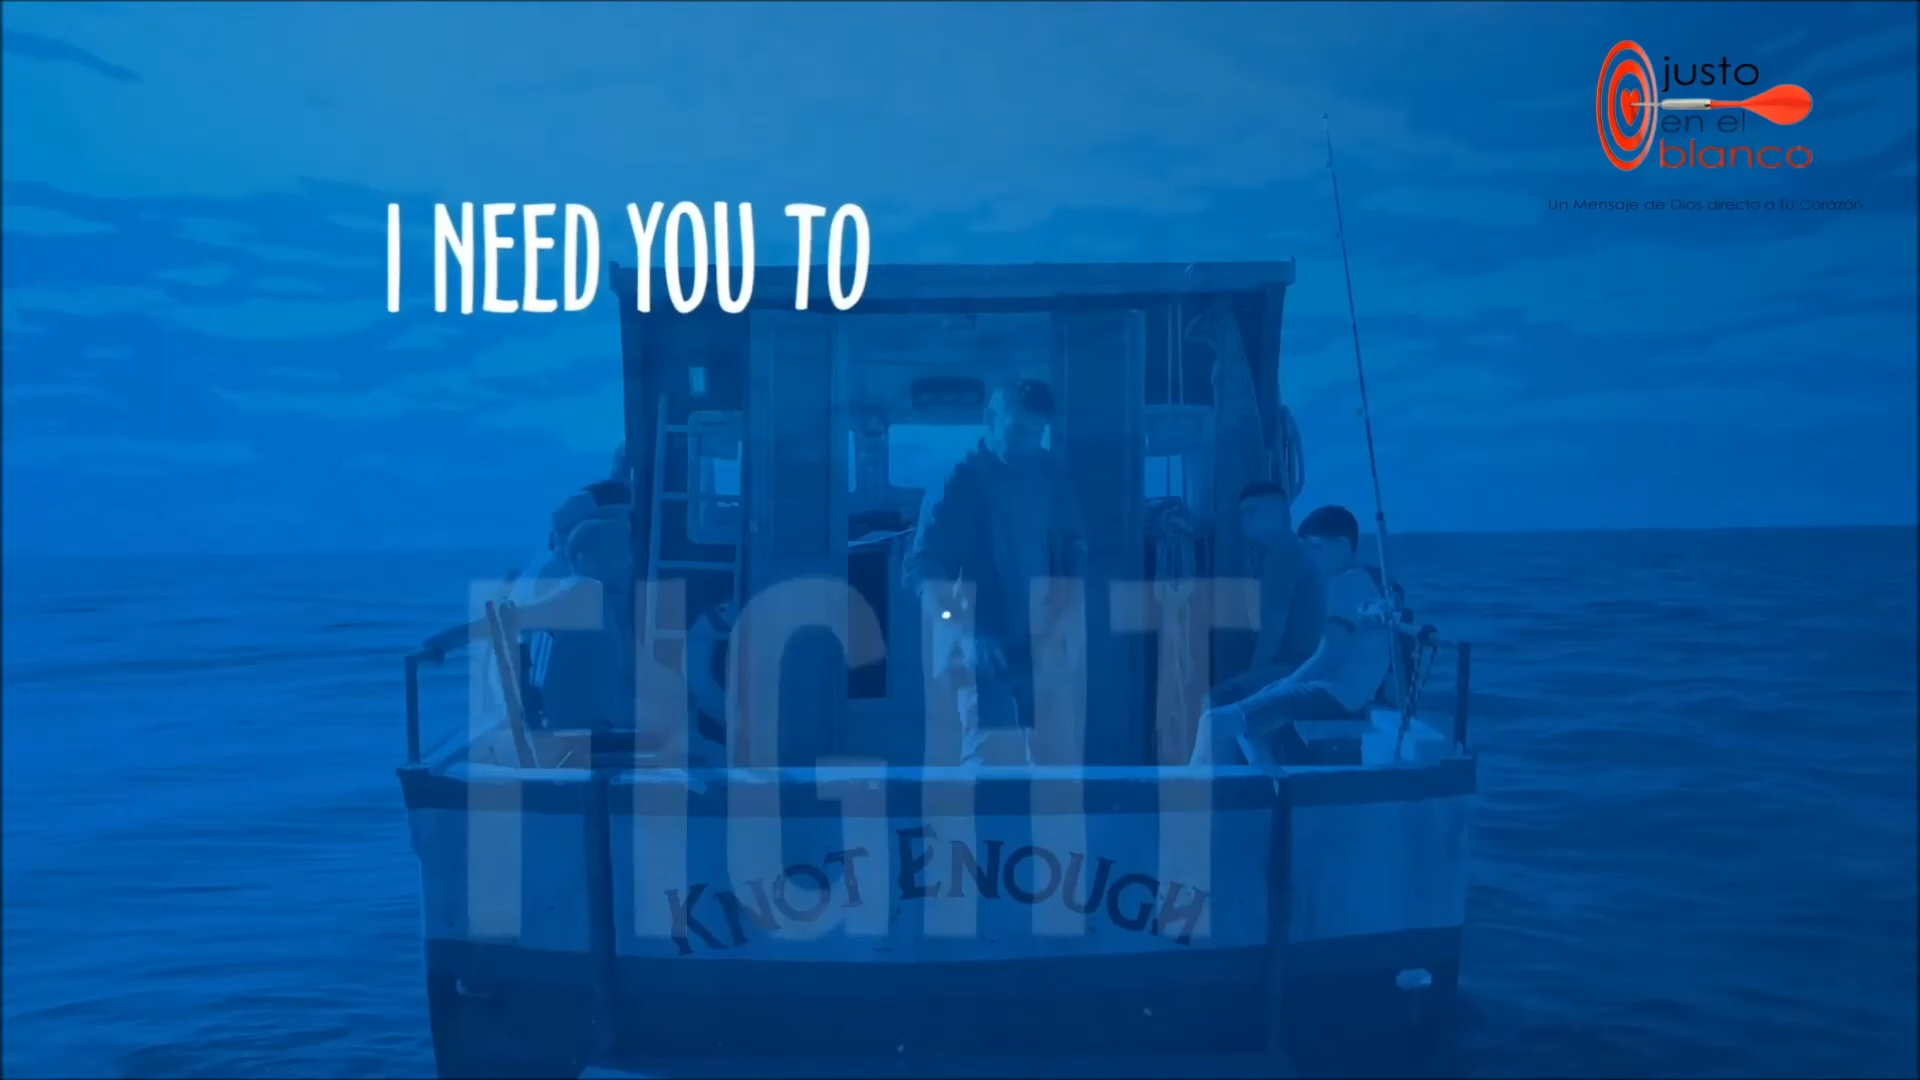 I NEED YOU TO
FIGHT
KNOT ENOUGH
justo
en el
blanco
Un Mensaje de Dios directo a Tu Corazón